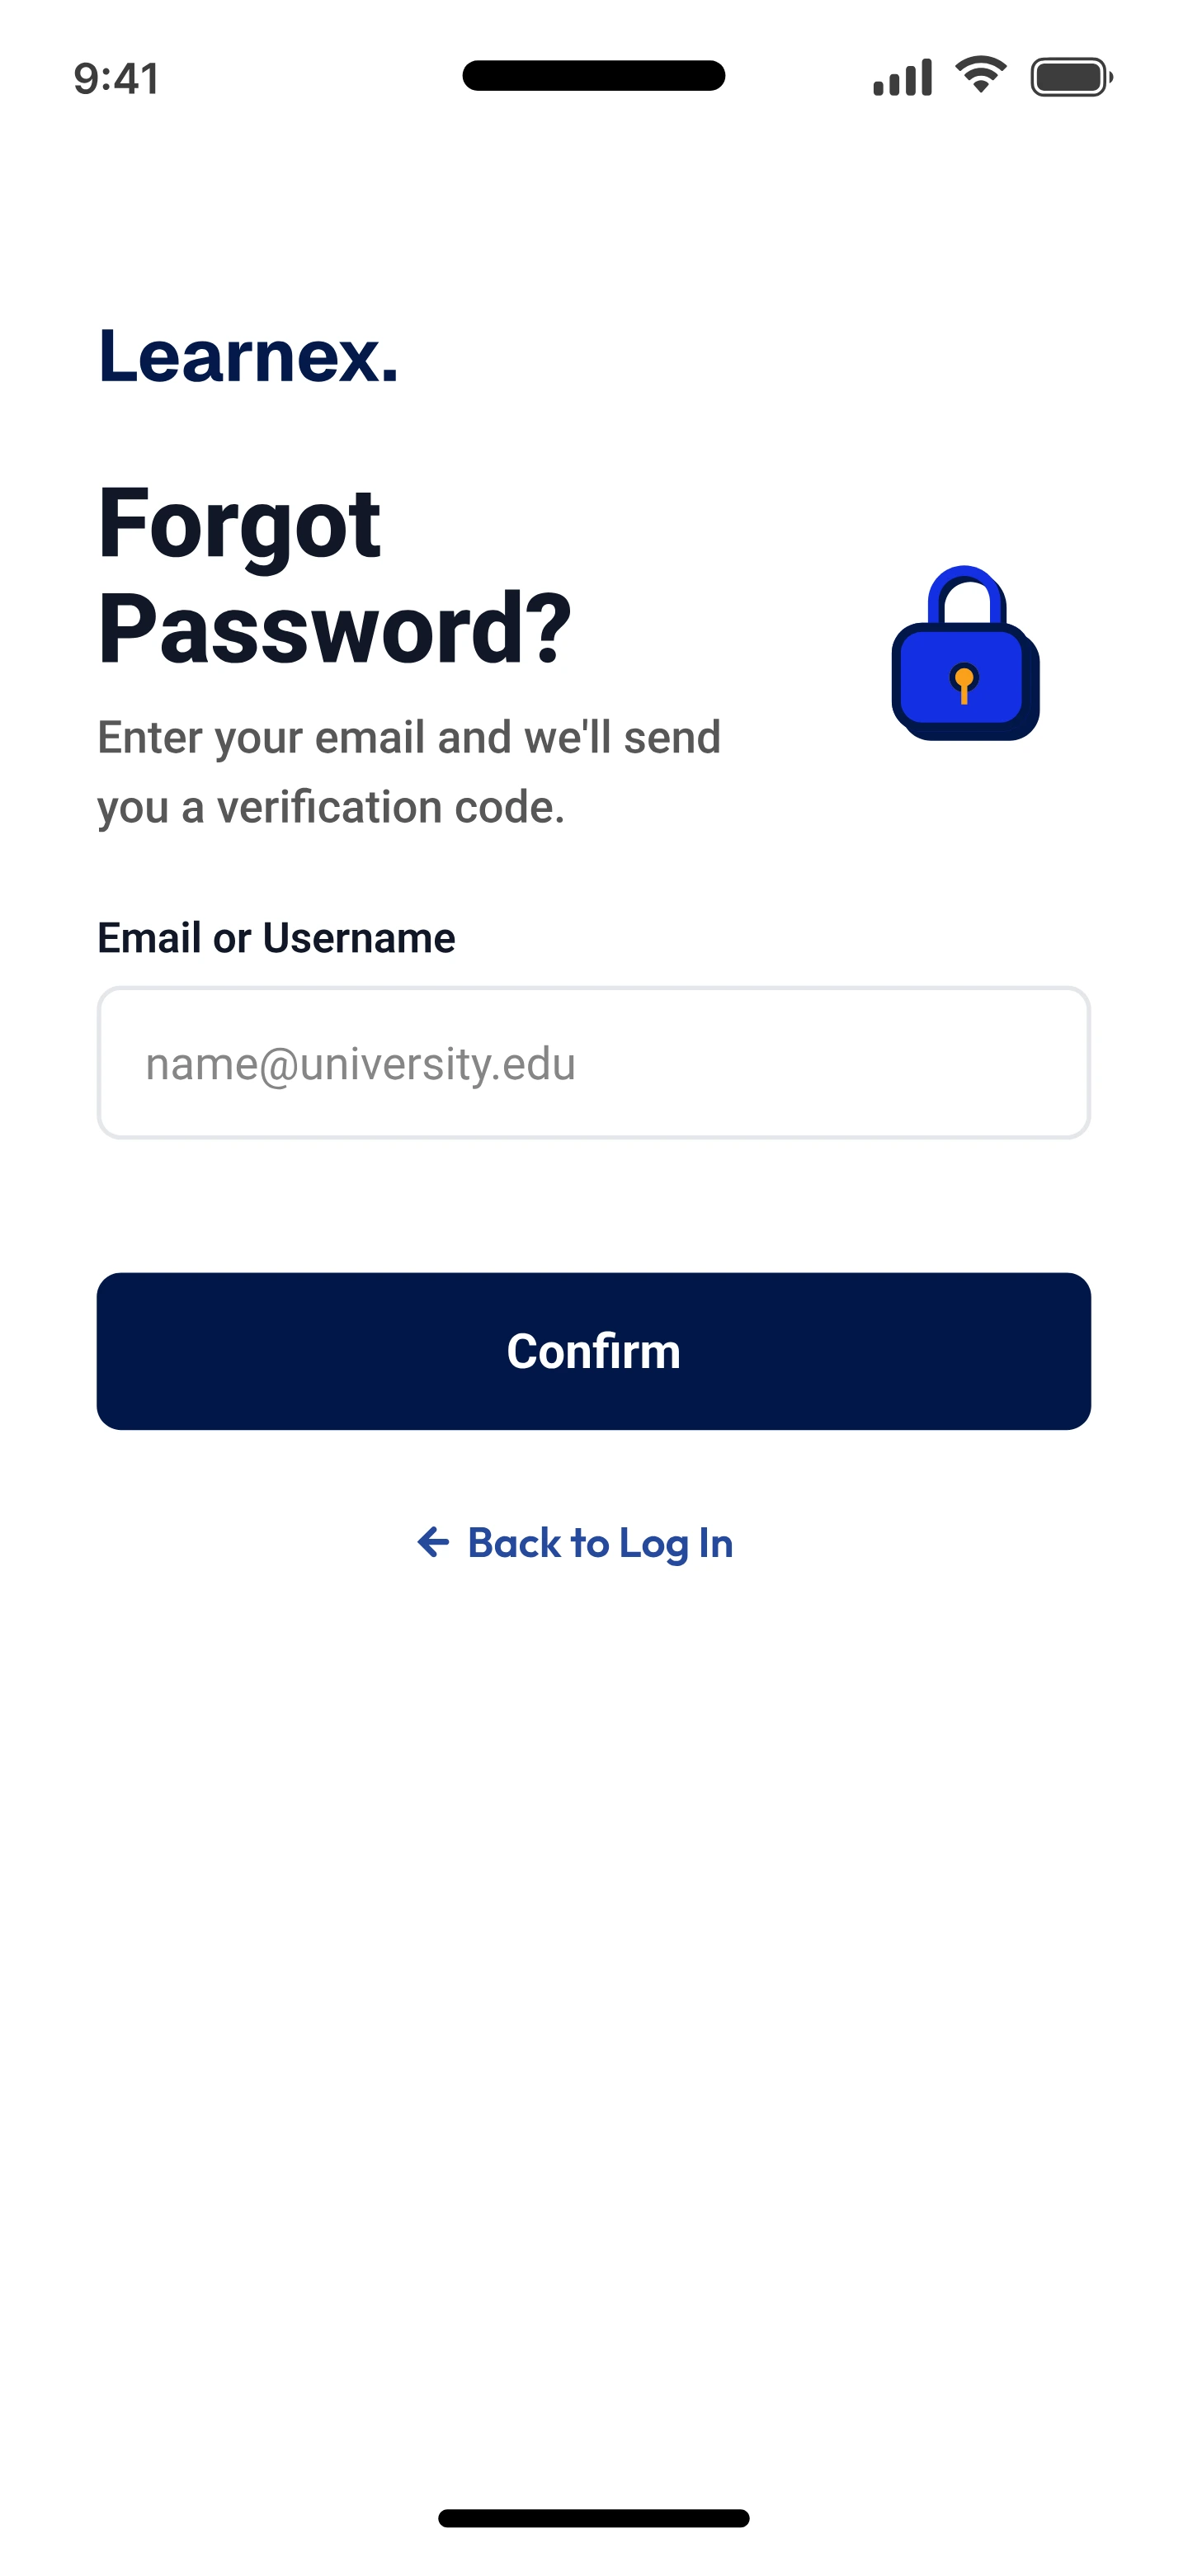 9:41
Learnex.
Forgot
Password?
Enter your email and we'll send
you a verification code.
Email or Username
name@university.edu
Confirm
← Back to Log In